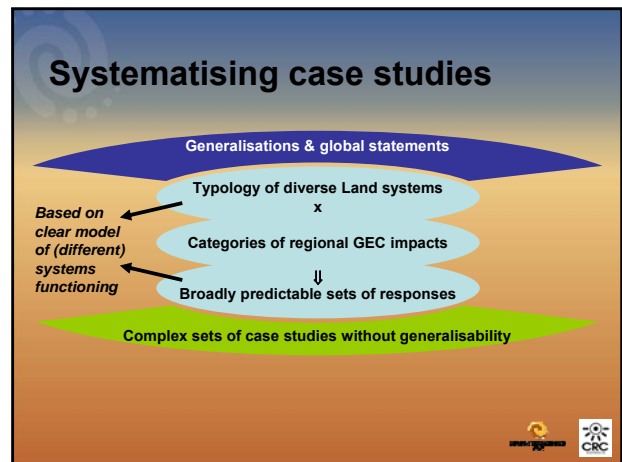 Systematising case studies
Generalisations & global statements
Typology of diverse Land systems
x
Based on
clear model
of (different)
systems
functioning
Categories of regional GEC impacts
⇓
Broadly predictable sets of responses
Complex sets of case studies without generalisability
CRC